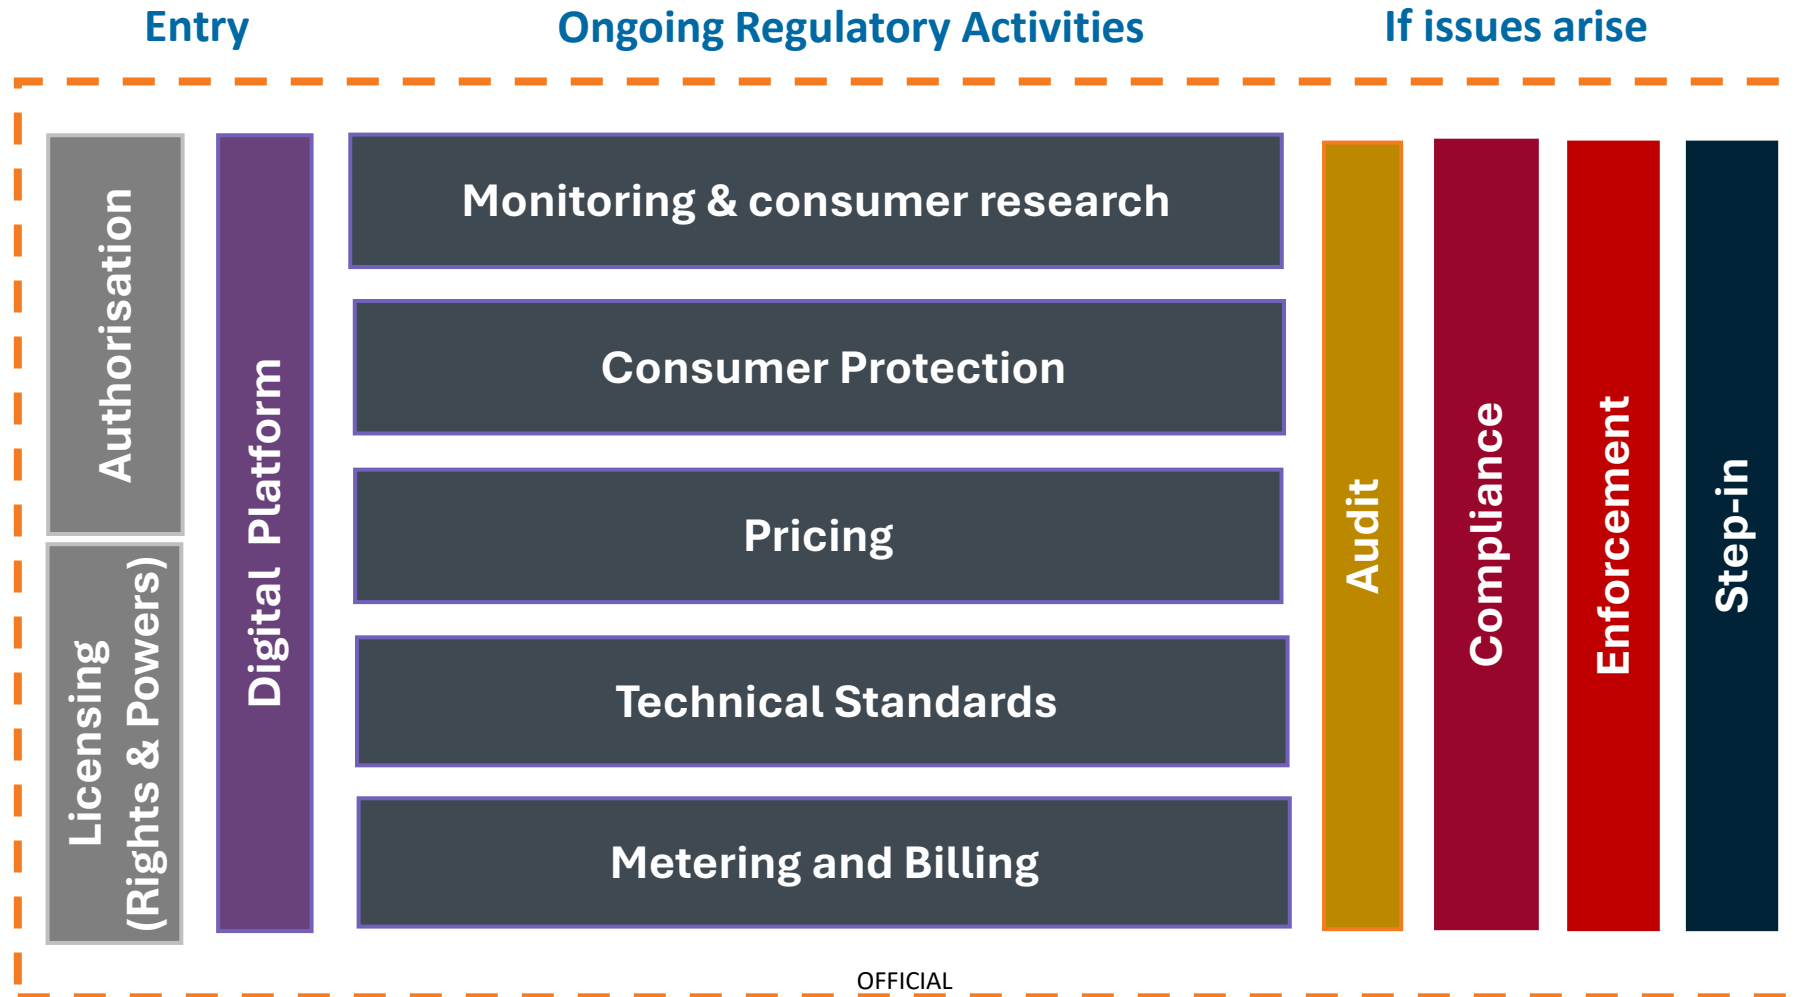 Entry
Ongoing Regulatory Activities
If issues arise
Authorisation
Licensing
(Rights & Powers)
Digital Platform
Monitoring & consumer research
Consumer Protection
Pricing
Technical Standards
Metering and Billing
Audit
Compliance
Enforcement
Step-in
OFFICIAL